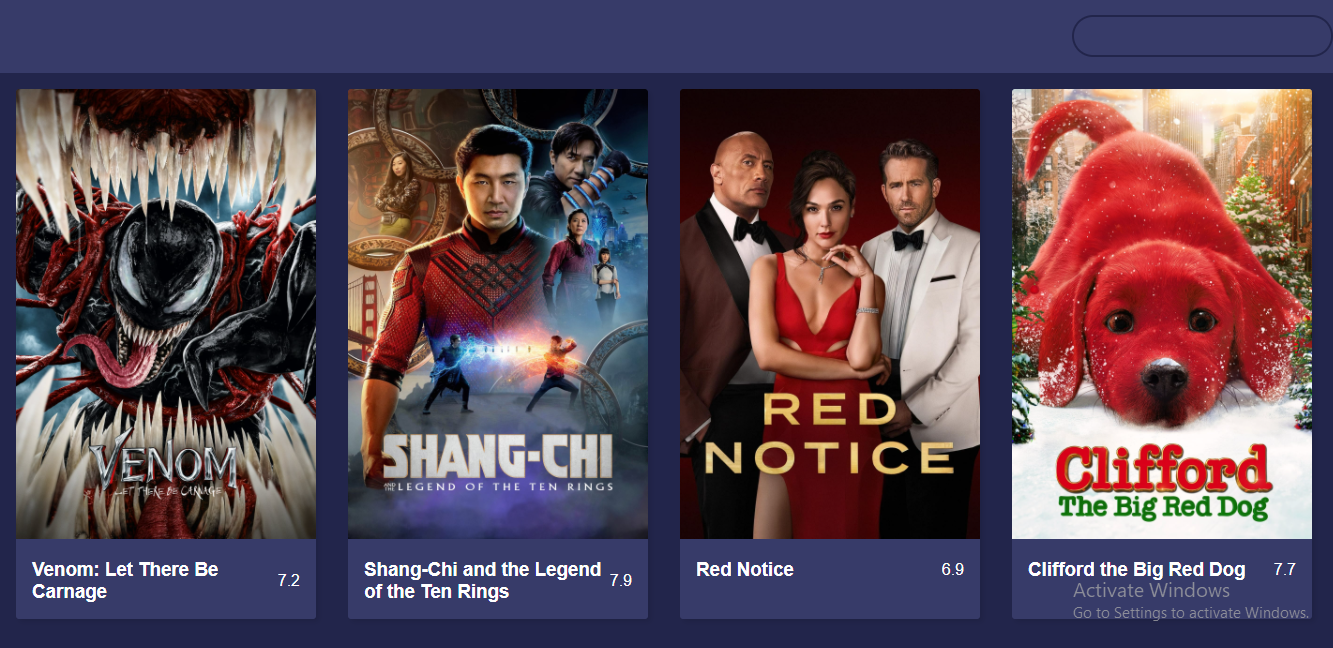 VENOM
LET THERE BE CARNAGE
SHANG-CHI
AND THE LEGEND OF THE TEN RINGS
RED
NOTICE
Clifford
The Big Red Dog
Venom: Let There Be
Carnage
7.2
Shang-Chi and the Legend
of the Ten Rings
7.9
Red Notice
6.9
Clifford the Big Red Dog
7.7
Activate Windows
Go to Settings to activate Windows.